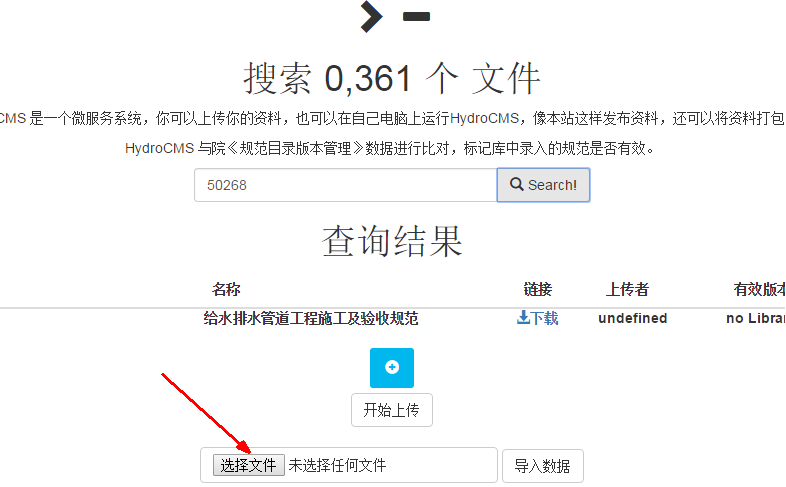 搜索 0,361 个 文件
CMS 是一个微服务系统，你可以上传你的资料，也可以在自己电脑上运行HydroCMS，像本站这样发布资料，还可以将资料打包
HydroCMS 与院《规范目录版本管理》数据进行比对，标记库中录入的规范是否有效。
50268 Search!
查询结果
名称 链接 上传者 有效版本
给水排水管道工程施工及验收规范 下载 undefined no Librar
开始上传
选择文件 未选择任何文件 导入数据